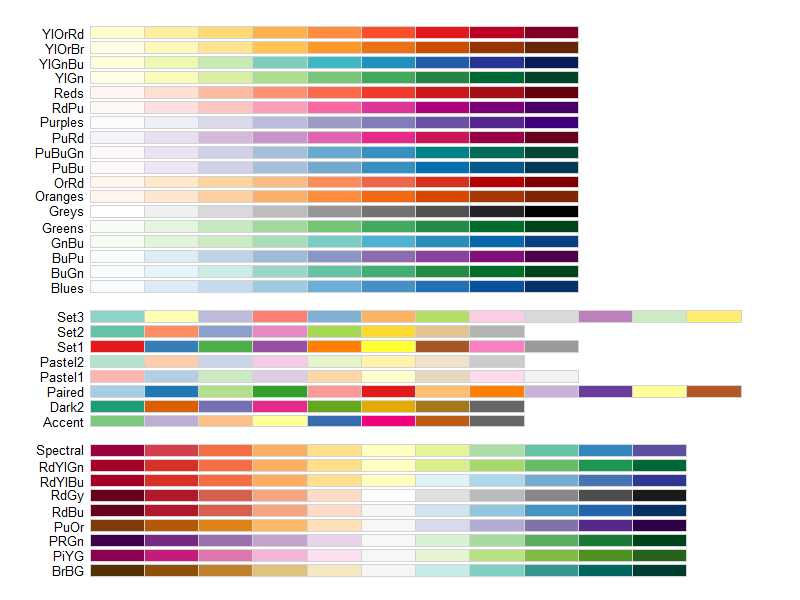 YlOrRd
YlOrBr
YlGnBu
YlGn
Reds
RdPu
Purples
PuRd
PuBuGn
PuBu
OrRd
Oranges
Greys
Greens
GnBu
BuPu
BuGn
Blues
Set3
Set2
Set1
Pastel2
Pastel1
Paired
Dark2
Accent
Spectral
RdYlGn
RdYlBu
RdGy
RdBu
PuOr
PRGn
PiYG
BrBG